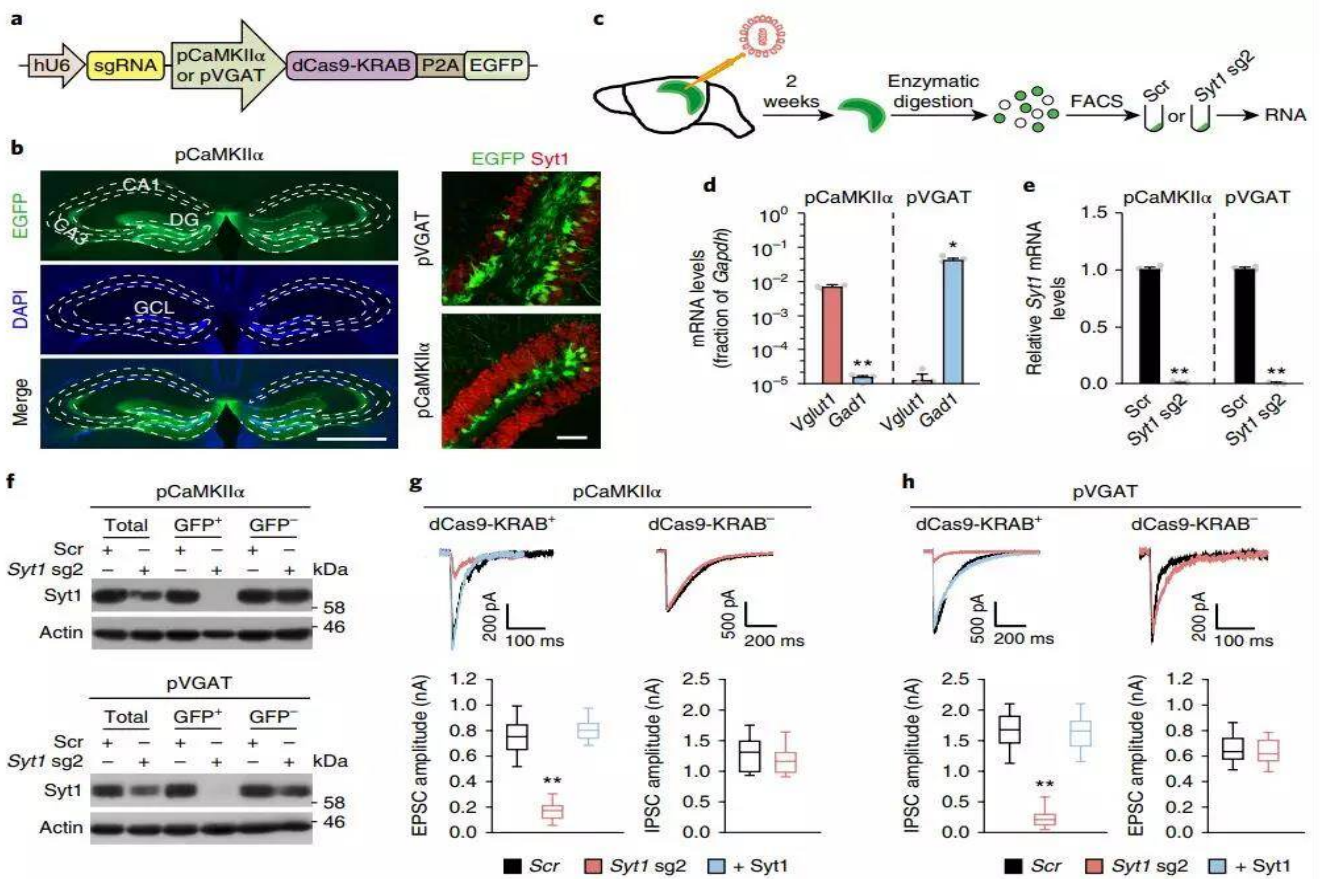 a
hU6
sgRNA
pCaMKIIα
or pVGAT
dCas9-KRAB
P2A
EGFP
b
pCaMKIIα
EGFP
CA1
CA3
DG
DAPI
GCL
Merge
EGFP Syt1
pVGAT
pCaMKIIα
c
2
weeks
Enzymatic
digestion
FACS
Scr
or
Syt1 sg2
RNA
d
pCaMKIIα pVGAT
mRNA levels
(fraction of Gapdh)
10⁰
10⁻¹
10⁻²
10⁻³
10⁻⁴
10⁻⁵
**
*
Vglut1
Gad1
Vglut1
Gad1
e
pCaMKIIα pVGAT
Relative Syt1 mRNA
levels
1.5
1.0
0.5
0.0
**
**
Scr
Syt1 sg2
Scr
Syt1 sg2
f
pCaMKIIα
Total GFP⁺ GFP⁻
Scr + – + – + –
Syt1 sg2 – + – + – + kDa
Syt1
58
Actin
46
pVGAT
Total GFP⁺ GFP⁻
Scr + – + – + –
Syt1 sg2 – + – + – + kDa
Syt1
58
Actin
46
g
pCaMKIIα
dCas9-KRAB⁺
dCas9-KRAB⁻
200 pA
100 ms
500 pA
200 ms
EPSC amplitude (nA)
1.2
1.0
0.8
0.6
0.4
0.2
0.0
**
IPSC amplitude (nA)
2.5
2.0
1.5
1.0
0.5
0.0
Scr Syt1 sg2 + Syt1
h
pVGAT
dCas9-KRAB⁺
dCas9-KRAB⁻
500 pA
200 ms
200 pA
100 ms
IPSC amplitude (nA)
2.5
2.0
1.5
1.0
0.5
0.0
**
EPSC amplitude (nA)
1.2
1.0
0.8
0.6
0.4
0.2
0.0
Scr Syt1 sg2 + Syt1